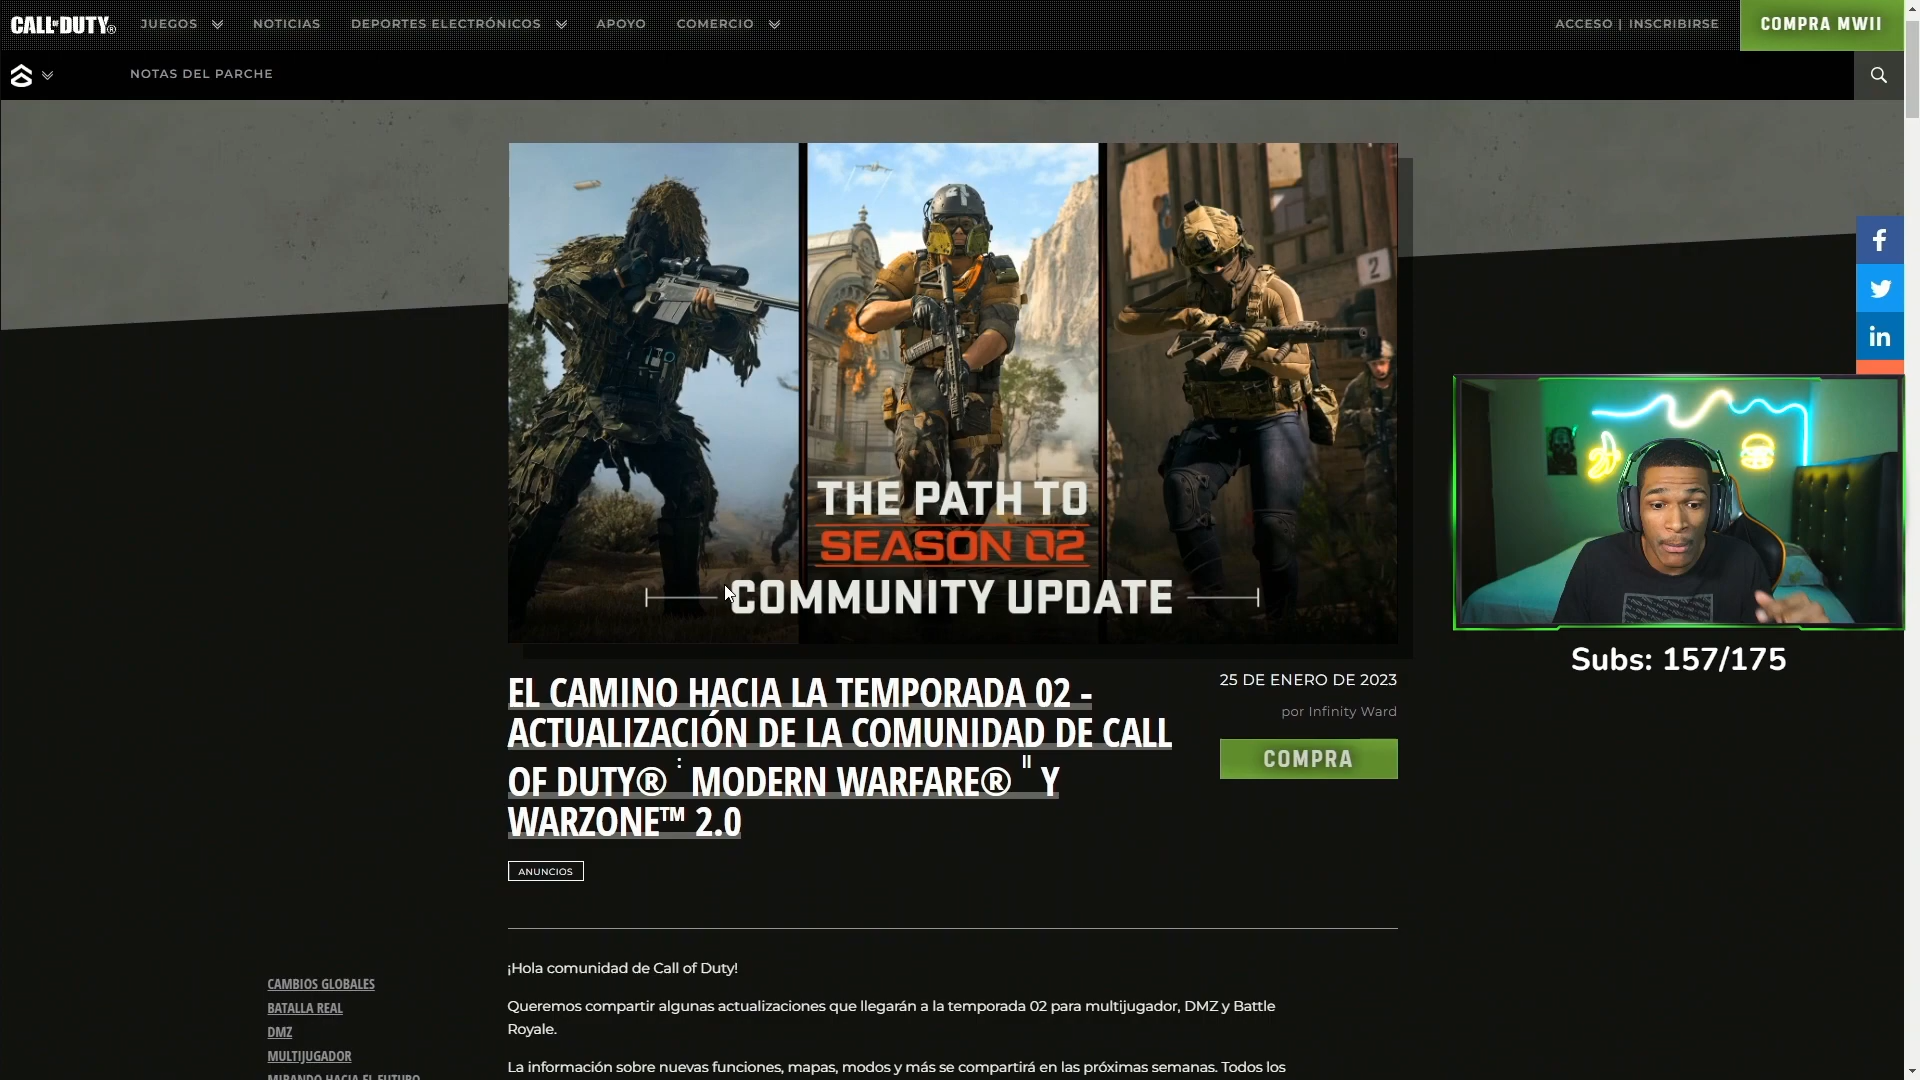 CALL OF DUTY®
JUEGOS
NOTICIAS
DEPORTES ELECTRÓNICOS
APOYO
COMERCIO
ACCESO | INSCRIBIRSE
COMPRA MWII
NOTAS DEL PARCHE
2
THE PATH TO
SEASON 02
COMMUNITY UPDATE
Subs: 157/175
EL CAMINO HACIA LA TEMPORADA 02 -
ACTUALIZACIÓN DE LA COMUNIDAD DE CALL
OF DUTY® : MODERN WARFARE® II Y
WARZONE™ 2.0
25 DE ENERO DE 2023
por Infinity Ward
COMPRA
ANUNCIOS
¡Hola comunidad de Call of Duty!
Queremos compartir algunas actualizaciones que llegarán a la temporada 02 para multijugador, DMZ y Battle
Royale.
La información sobre nuevas funciones, mapas, modos y más se compartirá en las próximas semanas. Todos los
CAMBIOS GLOBALES
BATALLA REAL
DMZ
MULTIJUGADOR
MIRANDO HACIA EL FUTURO